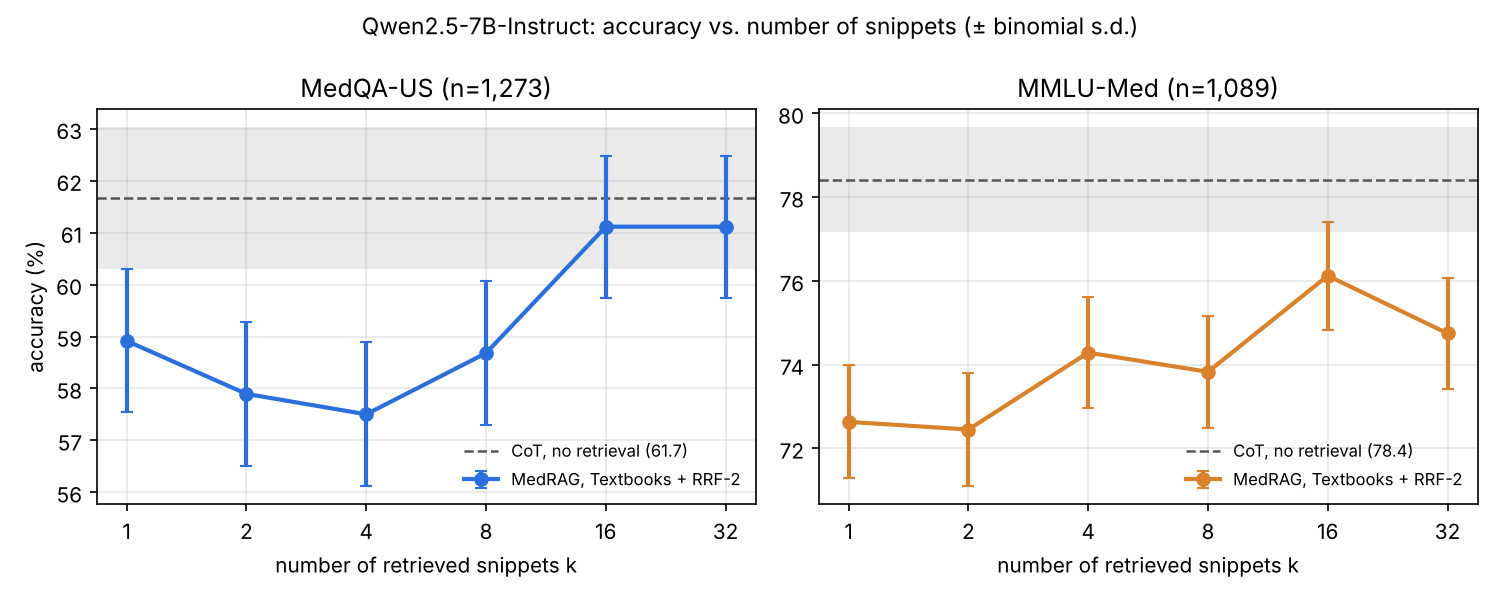 Qwen2.5-7B-Instruct: accuracy vs. number of snippets (± binomial s.d.)
MedQA-US (n=1,273)
accuracy (%)
63
62
61
60
59
58
57
56
CoT, no retrieval (61.7)
MedRAG, Textbooks + RRF-2
1 2 4 8 16 32
number of retrieved snippets k
MMLU-Med (n=1,089)
80
78
76
74
72
CoT, no retrieval (78.4)
MedRAG, Textbooks + RRF-2
1 2 4 8 16 32
number of retrieved snippets k